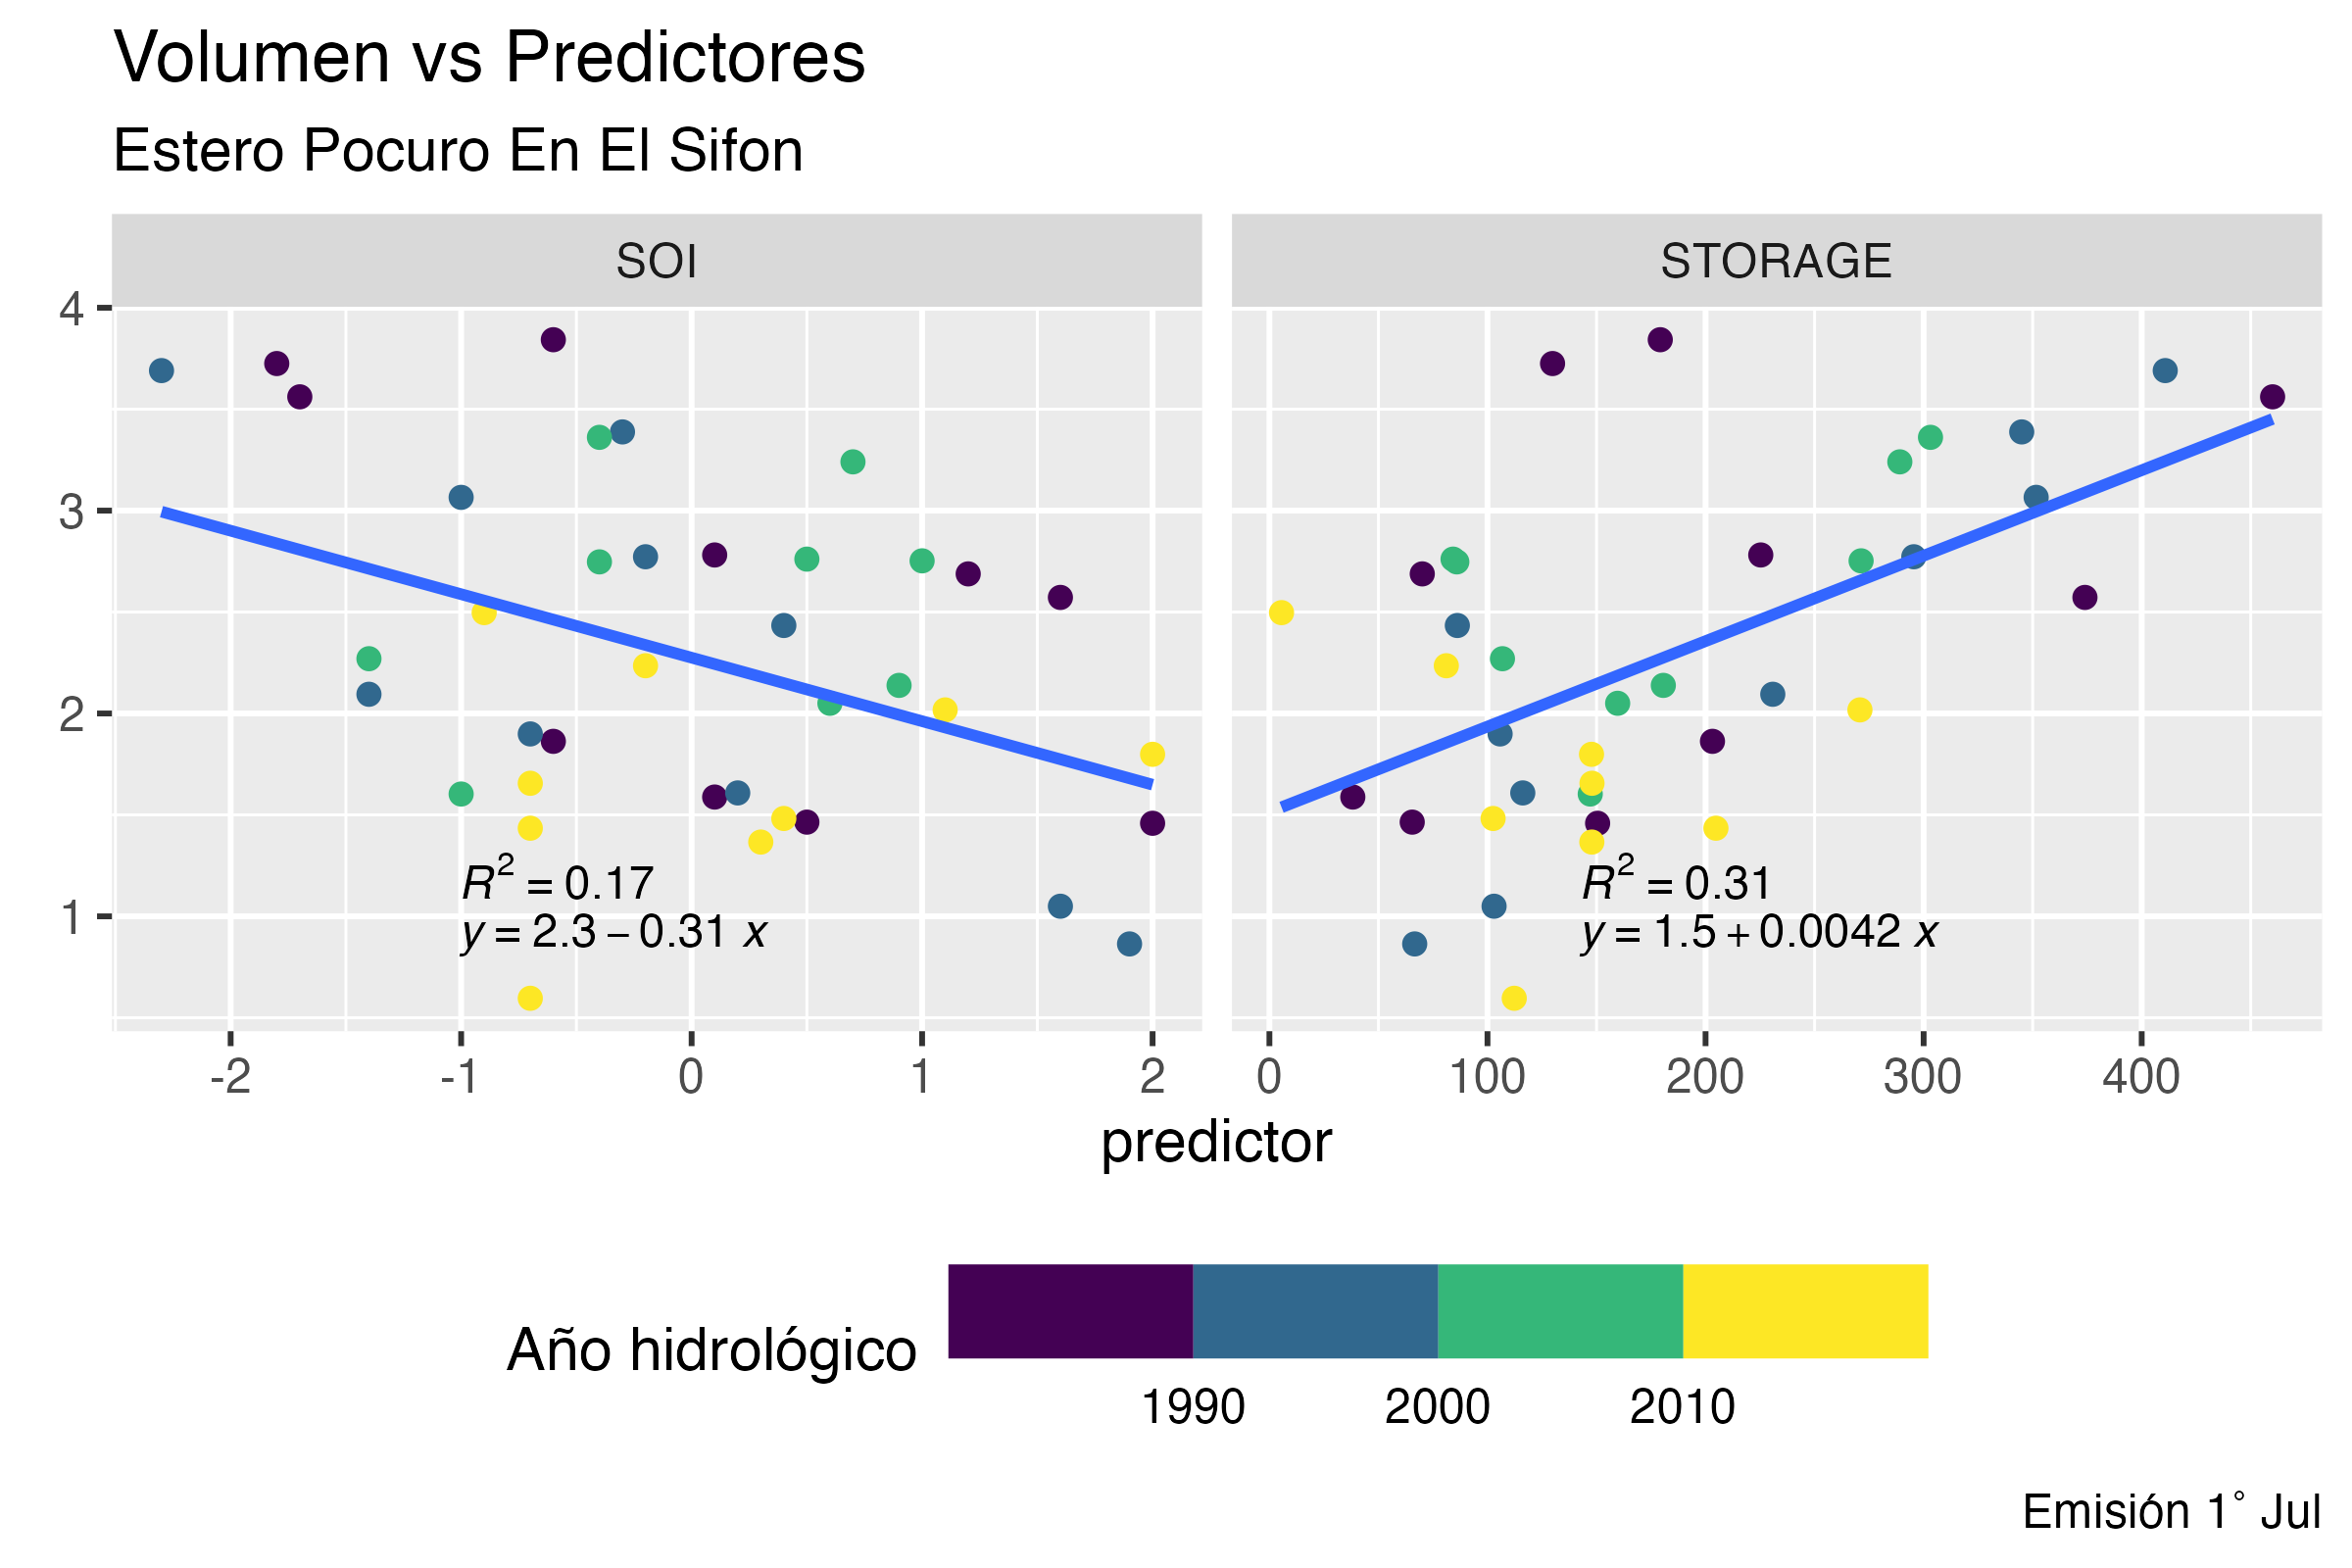 Volumen vs Predictores
Estero Pocuro En El Sifon
SOI
STORAGE
4
3
2
1
R² = 0.17
y = 2.3 − 0.31 x
R² = 0.31
y = 1.5 + 0.0042 x
-2 -1 0 1 2
0 100 200 300 400
predictor
Año hidrológico
1990 2000 2010
Emisión 1° Jul